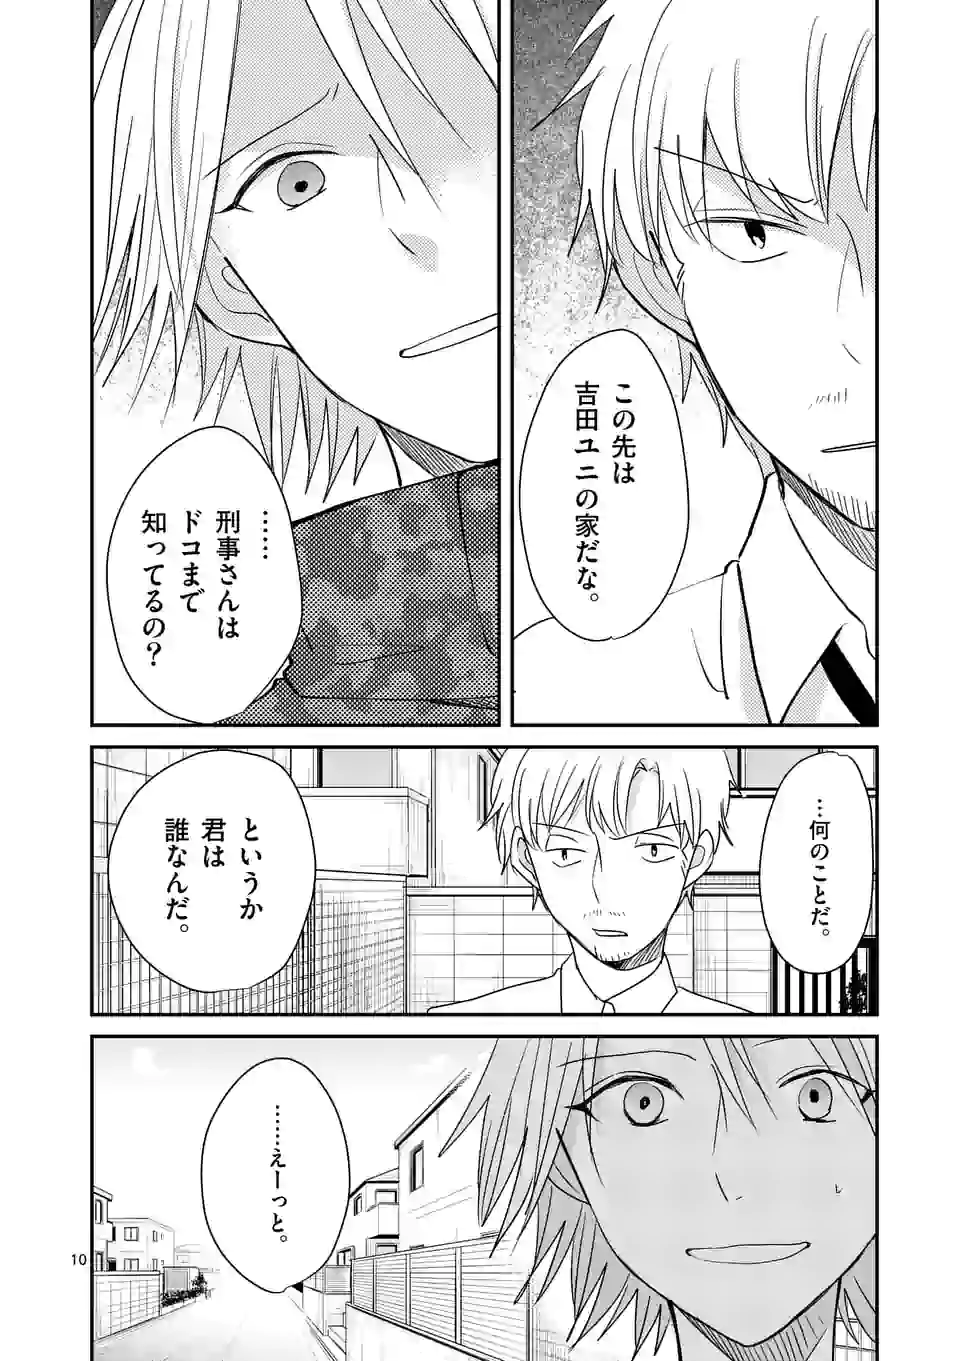 この先は
吉田ユニの家だな。
……
刑事さんは
ドコまで
知ってるの？
…何のことだ。
というか
君は
誰なんだ。
……えーっと。
10